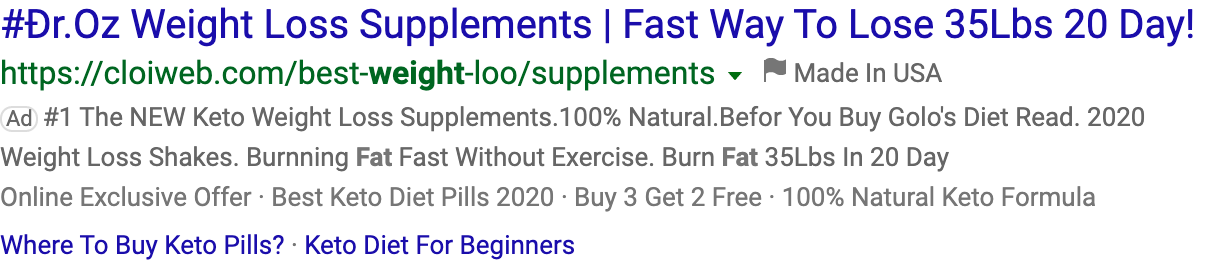 #Ðr.Oz Weight Loss Supplements | Fast Way To Lose 35Lbs 20 Day!
https://cloiweb.com/best-weight-loo/supplements Made In USA
Ad #1 The NEW Keto Weight Loss Supplements.100% Natural.Befor You Buy Golo's Diet Read. 2020
Weight Loss Shakes. Burnning Fat Fast Without Exercise. Burn Fat 35Lbs In 20 Day
Online Exclusive Offer · Best Keto Diet Pills 2020 · Buy 3 Get 2 Free · 100% Natural Keto Formula
Where To Buy Keto Pills? · Keto Diet For Beginners